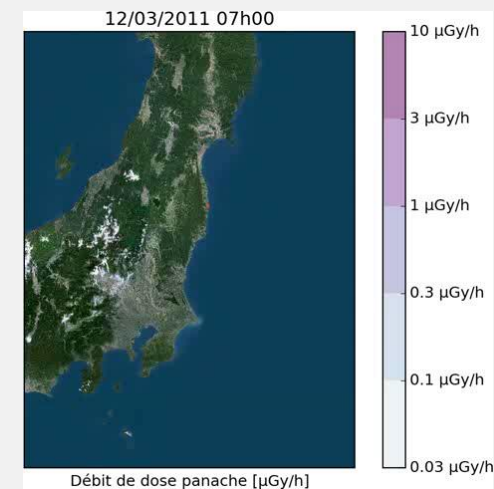 12/03/2011 07h00
10 µGy/h
3 µGy/h
1 µGy/h
0.3 µGy/h
0.1 µGy/h
0.03 µGy/h
Débit de dose panache [µGy/h]